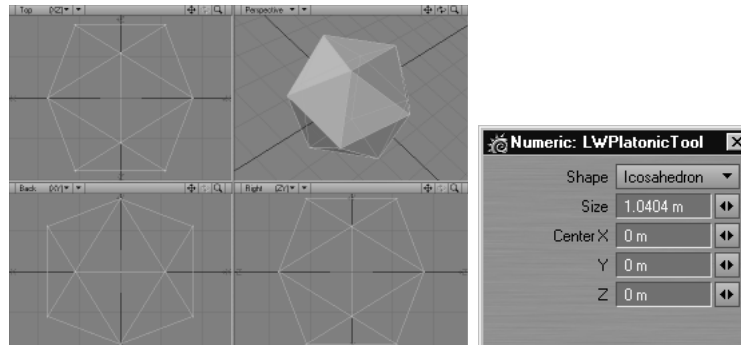 Top (XZ)
Perspective
Back (XY)
Right (ZY)
Numeric: LWPlatonicTool
Shape Icosahedron
Size 1.0404 m
Center X 0 m
Y 0 m
Z 0 m